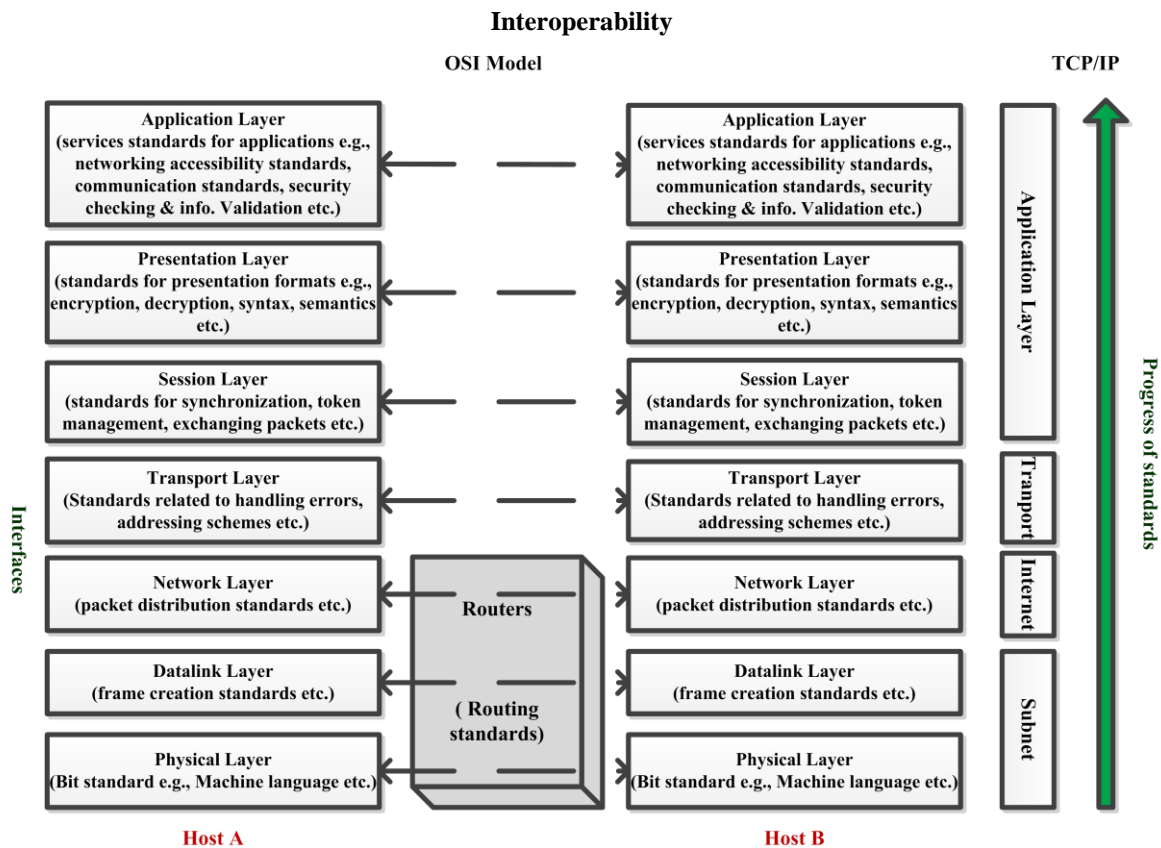 Interoperability
OSI Model
TCP/IP
Application Layer
(services standards for applications e.g.,
networking accessibility standards,
communication standards, security
checking & info. Validation etc.)
Application Layer
(services standards for applications e.g.,
networking accessibility standards,
communication standards, security
checking & info. Validation etc.)
Presentation Layer
(standards for presentation formats e.g.,
encryption, decryption, syntax, semantics
etc.)
Presentation Layer
(standards for presentation formats e.g.,
encryption, decryption, syntax, semantics
etc.)
Session Layer
(standards for synchronization, token
management, exchanging packets etc.)
Session Layer
(standards for synchronization, token
management, exchanging packets etc.)
Application Layer
Transport Layer
(Standards related to handling errors,
addressing schemes etc.)
Transport Layer
(Standards related to handling errors,
addressing schemes etc.)
Tranport
Progress of standards
Interfaces
Network Layer
(packet distribution standards etc.)
Routers
( Routing
standards)
Network Layer
(packet distribution standards etc.)
Internet
Datalink Layer
(frame creation standards etc.)
Datalink Layer
(frame creation standards etc.)
Physical Layer
(Bit standard e.g., Machine language etc.)
Physical Layer
(Bit standard e.g., Machine language etc.)
Subnet
Host A
Host B